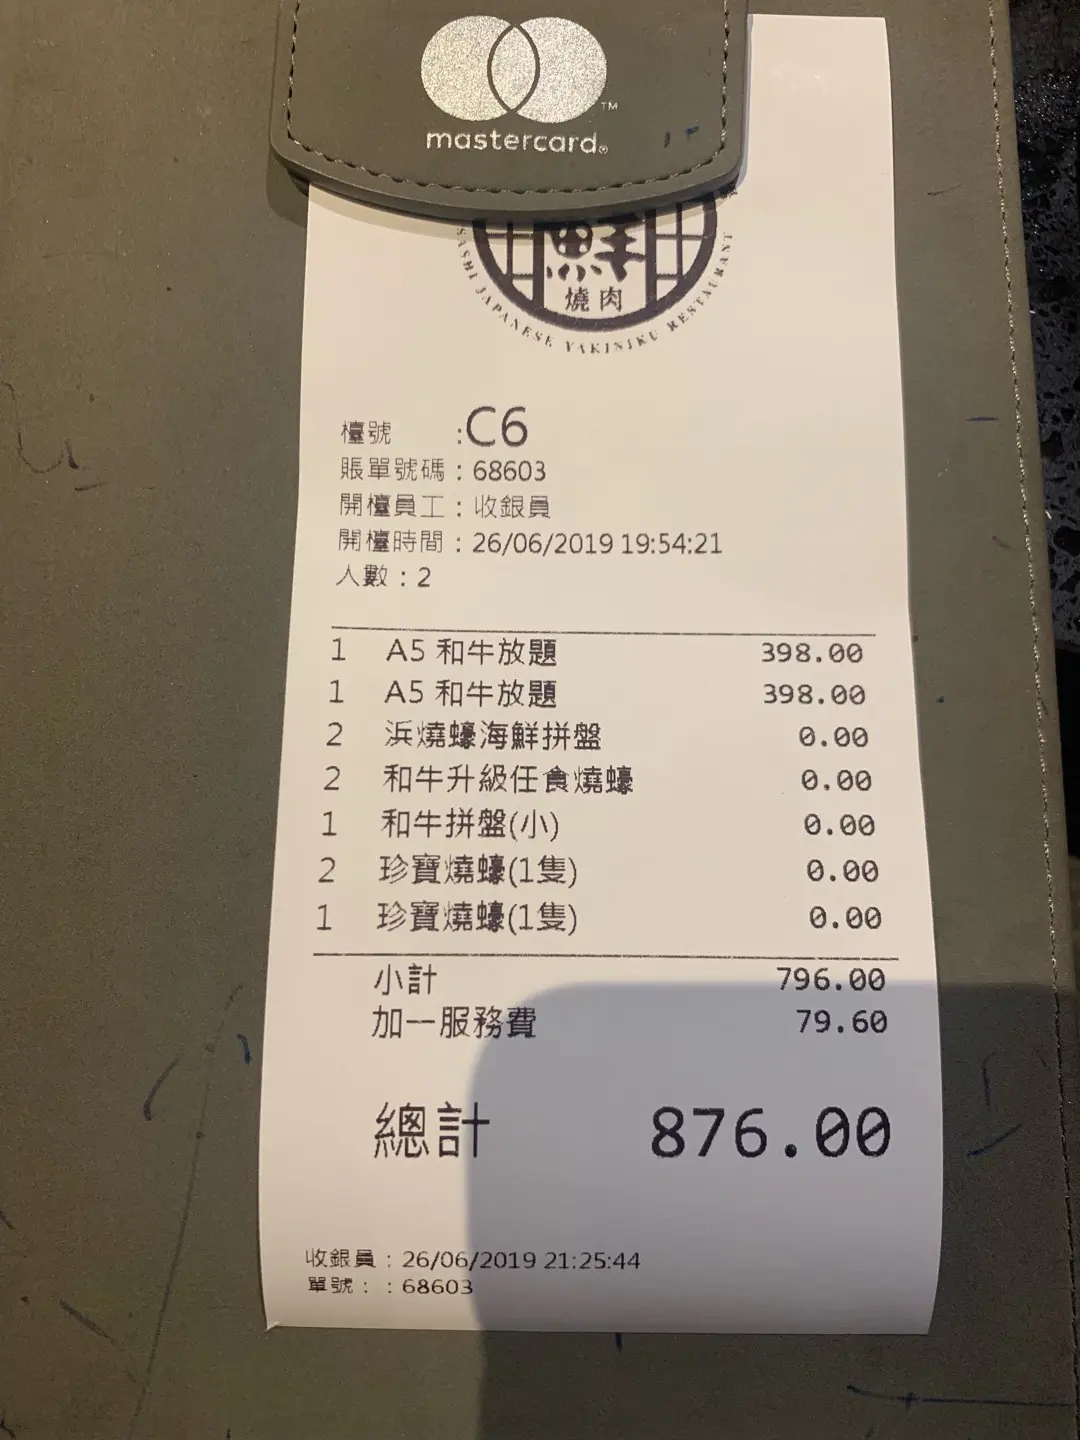 mastercard
鮮
燒肉
SASHI JAPANESE YAKINIKU RESTAURANT
檯號 :C6
賬單號碼 : 68603
開檯員工 : 收銀員
開檯時間 : 26/06/2019 19:54:21
人數 : 2
1 A5 和牛放題 398.00
1 A5 和牛放題 398.00
2 浜燒蠔海鮮拼盤 0.00
2 和牛升級任食燒蠔 0.00
1 和牛拼盤(小) 0.00
2 珍寶燒蠔(1隻) 0.00
1 珍寶燒蠔(1隻) 0.00
小計 796.00
加一服務費 79.60
總計 876.00
收銀員 : 26/06/2019 21:25:44
單號 : : 68603